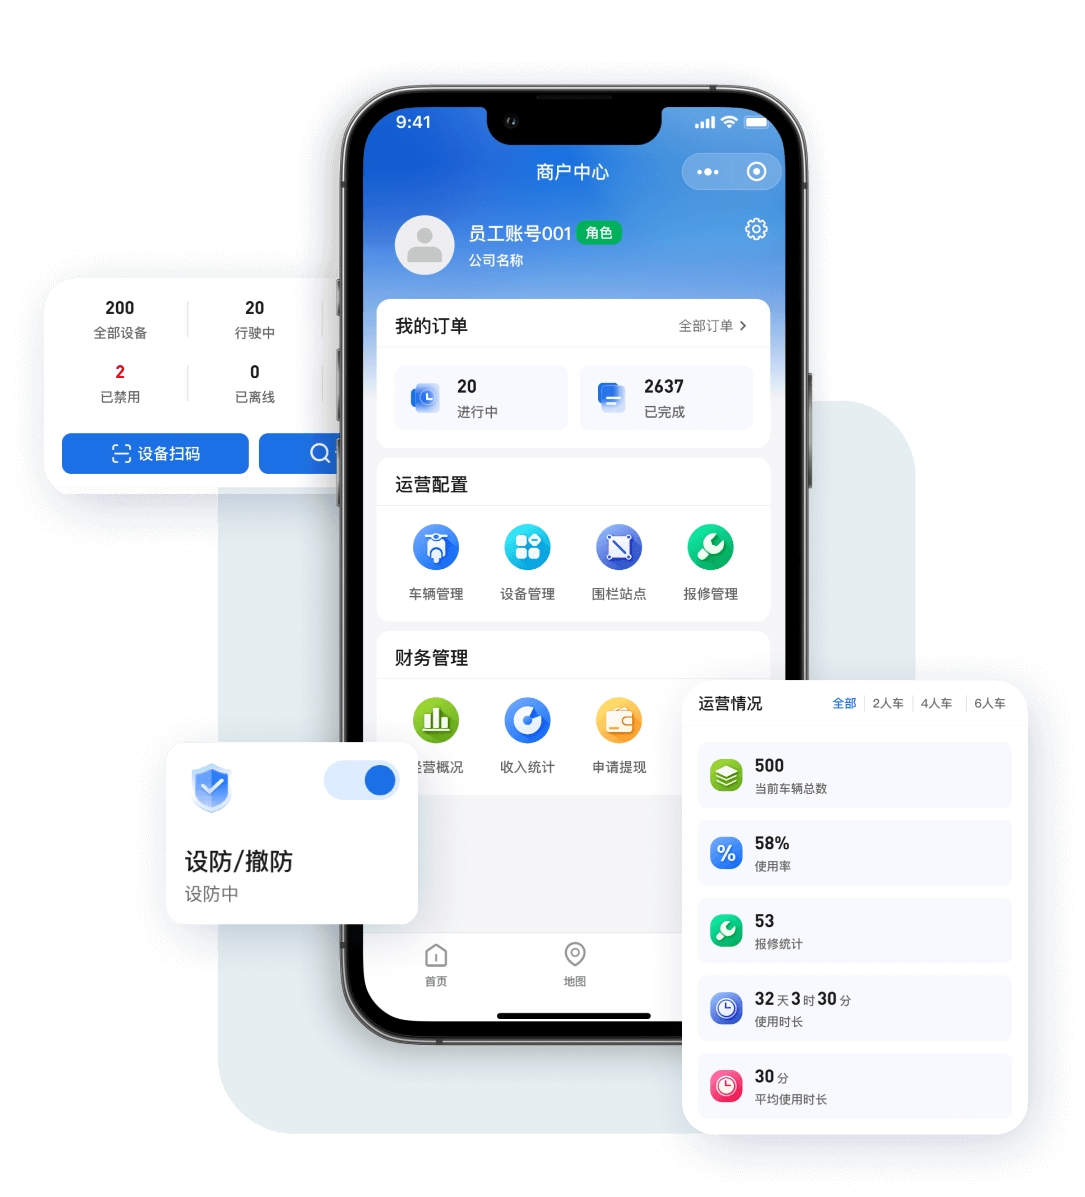 9:41
商户中心
员工账号001 角色
公司名称
200
全部设备
20
行驶中
2
已禁用
0
已离线
设备扫码
我的订单
全部订单
20
进行中
2637
已完成
运营配置
车辆管理
设备管理
围栏站点
报修管理
财务管理
营概况
收入统计
申请提现
设防/撤防
设防中
首页
地图
运营情况
全部 2人车 4人车 6人车
500
当前车辆总数
58%
使用率
53
报修统计
32天3时30分
使用时长
30分
平均使用时长